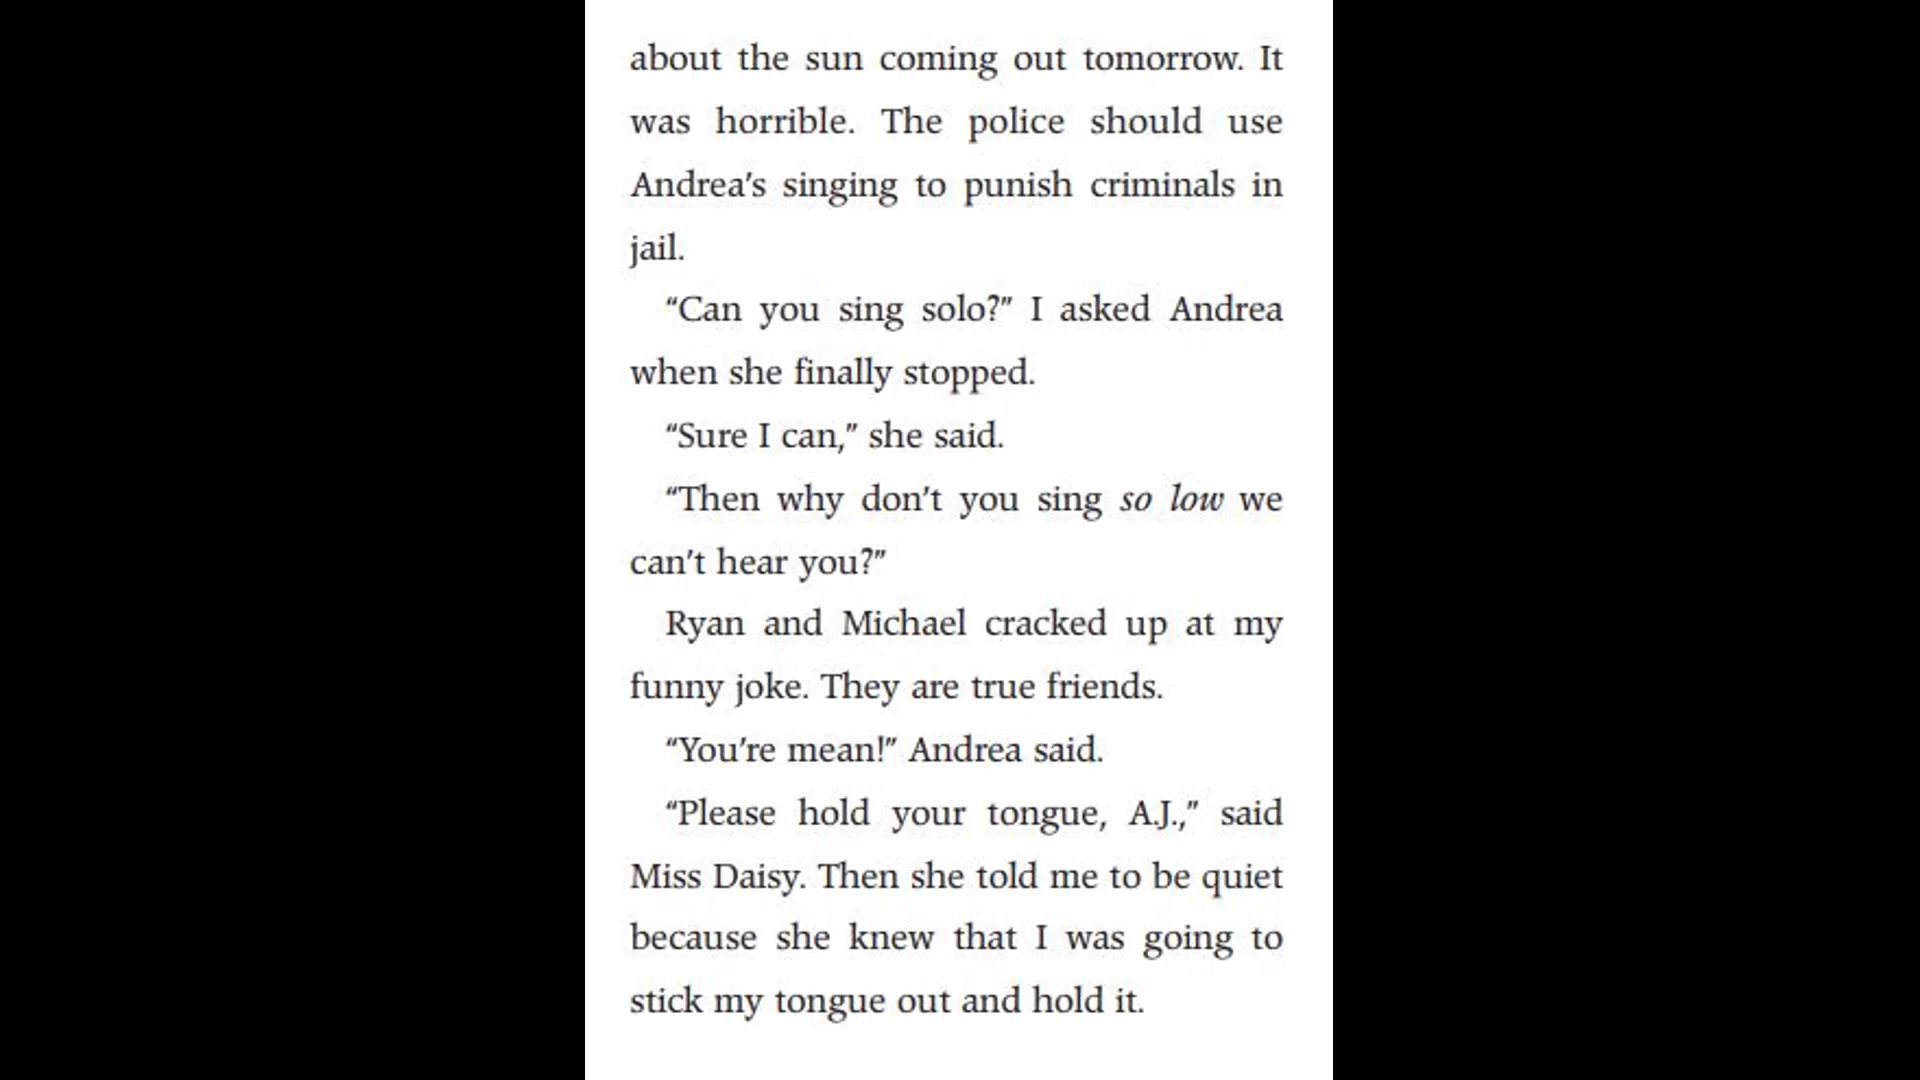 about the sun coming out tomorrow. It
was horrible. The police should use
Andrea’s singing to punish criminals in
jail.
“Can you sing solo?” I asked Andrea
when she finally stopped.
“Sure I can,” she said.
“Then why don’t you sing so low we
can’t hear you?”
Ryan and Michael cracked up at my
funny joke. They are true friends.
“You’re mean!” Andrea said.
“Please hold your tongue, A.J.,” said
Miss Daisy. Then she told me to be quiet
because she knew that I was going to
stick my tongue out and hold it.